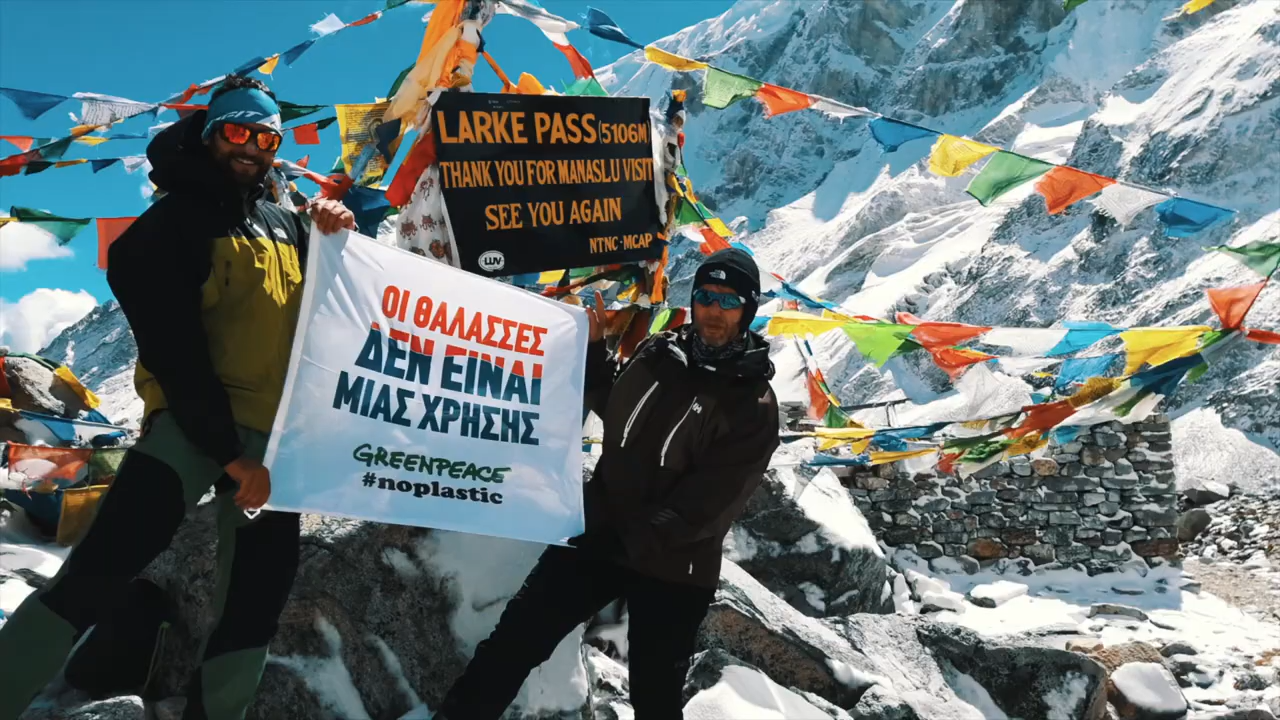 LARKE PASS (5106M)
THANK YOU FOR MANASLU VISIT
SEE YOU AGAIN
NTNC-MCAP
LUV
ΟΙ ΘΑΛΑΣΣΕΣ
ΔΕΝ ΕΙΝΑΙ
ΜΙΑΣ ΧΡΗΣΗΣ
GREENPEACE
#noplastic